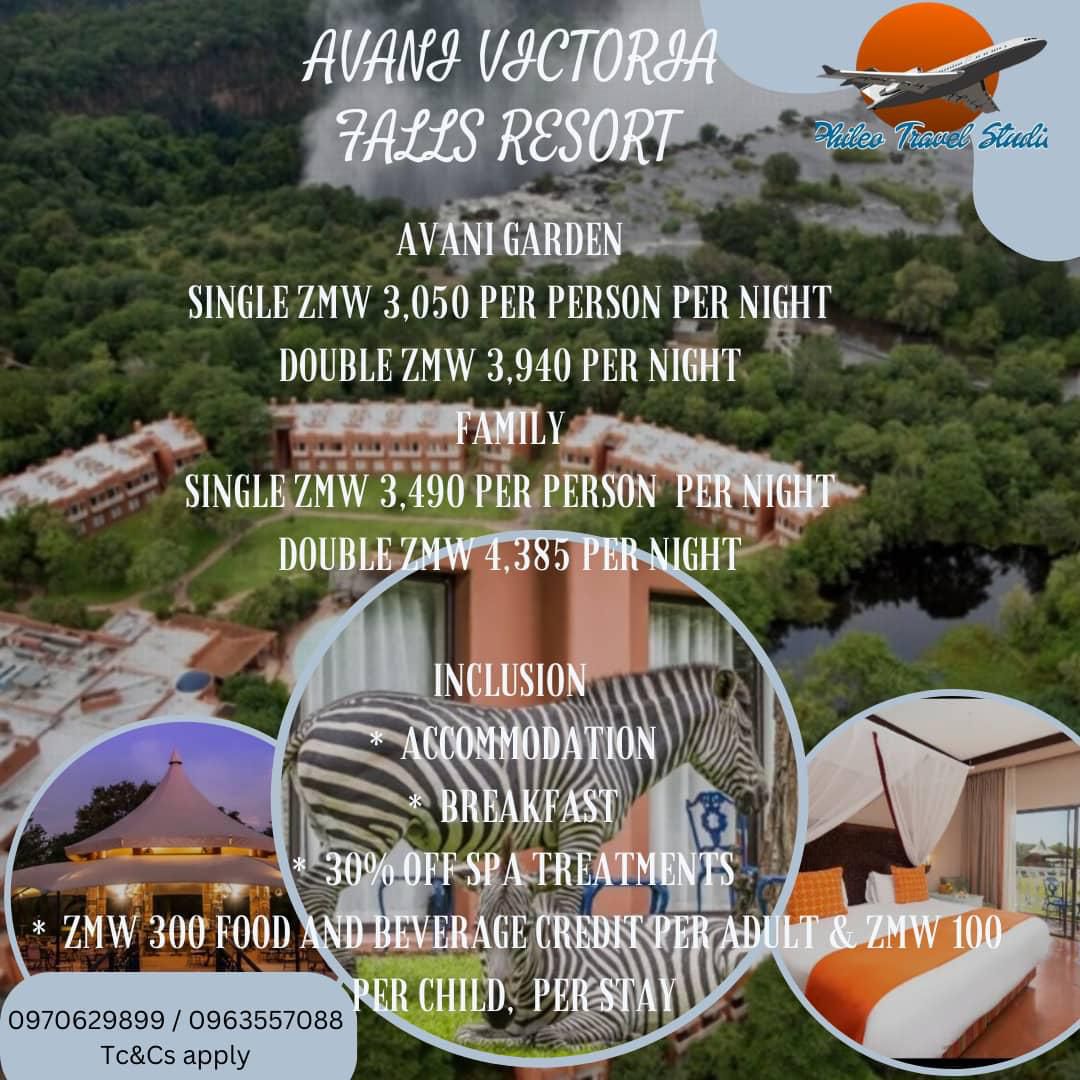 AVANI VICTORIA
FALLS RESORT
Phileo Travel Studi
AVANI GARDEN
SINGLE ZMW 3,050 PER PERSON PER NIGHT
DOUBLE ZMW 3,940 PER NIGHT
FAMILY
SINGLE ZMW 3,490 PER PERSON PER NIGHT
DOUBLE ZMW 4,385 PER NIGHT
INCLUSION
* ACCOMMODATION
* BREAKFAST
* 30% OFF SPA TREATMENTS
* ZMW 300 FOOD AND BEVERAGE CREDIT PER ADULT & ZMW 100
PER CHILD, PER STAY
0970629899 / 0963557088
Tc&Cs apply